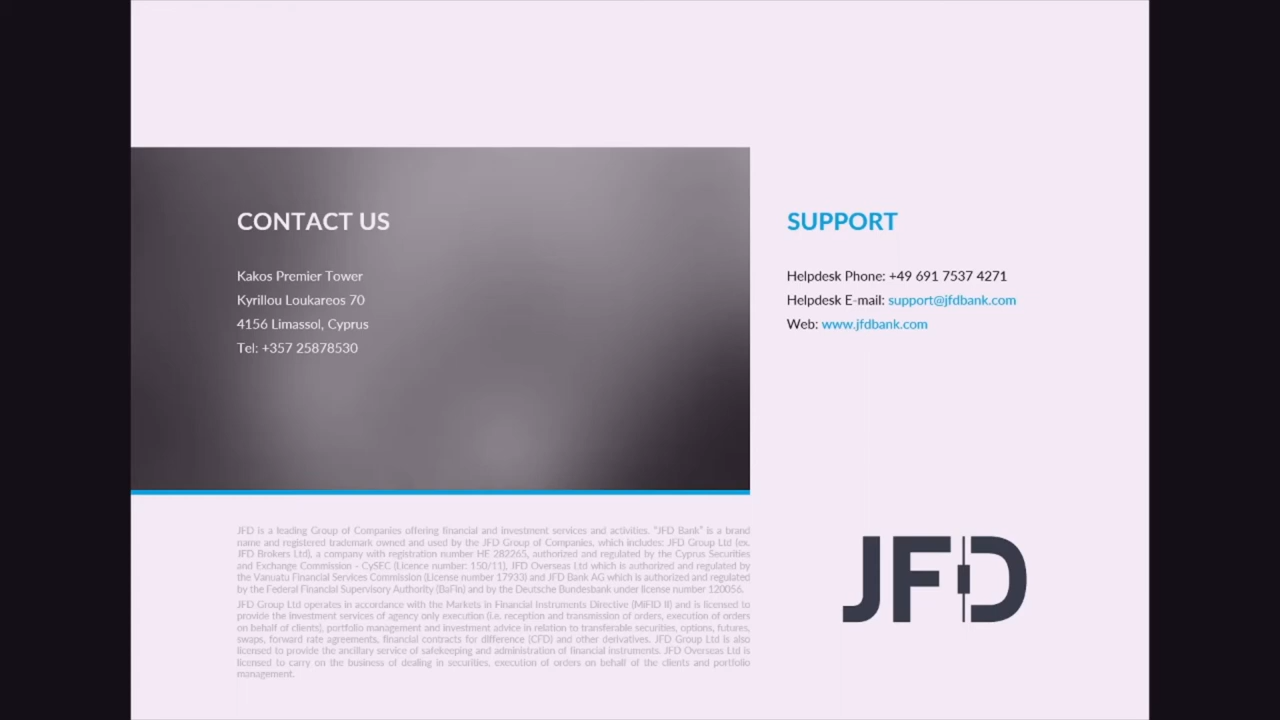 CONTACT US
Kakos Premier Tower
Kyrillou Loukareos 70
4156 Limassol, Cyprus
Tel: +357 25878530
SUPPORT
Helpdesk Phone: +49 691 7537 4271
Helpdesk E-mail: support@jfdbank.com
Web: www.jfdbank.com
JFD is a leading Group of Companies offering financial and investment services and activities. "JFD Bank" is a brand
name and registered trademark owned and used by the JFD Group of Companies, which includes: JFD Group Ltd (ex.
JFD Brokers Ltd), a company with registration number HE 282265, authorized and regulated by the Cyprus Securities
and Exchange Commission - CySEC (Licence number: 150/11), JFD Overseas Ltd which is authorized and regulated by
the Vanuatu Financial Services Commission (License number 17933) and JFD Bank AG which is authorized and regulated
by the Federal Financial Supervisory Authority (BaFin) and by the Deutsche Bundesbank under license number 120056.
JFD Group Ltd operates in accordance with the Markets in Financial Instruments Directive (MiFID II) and is licensed to
provide the investment services of agency only execution (i.e. reception and transmission of orders, execution of orders
on behalf of clients), portfolio management and investment advice in relation to transferable securities, options, futures,
swaps, forward rate agreements, financial contracts for difference (CFD) and other derivatives. JFD Group Ltd is also
licensed to provide the ancillary service of safekeeping and administration of financial instruments. JFD Overseas Ltd is
licensed to carry on the business of dealing in securities, execution of orders on behalf of the clients and portfolio
management.
JFD